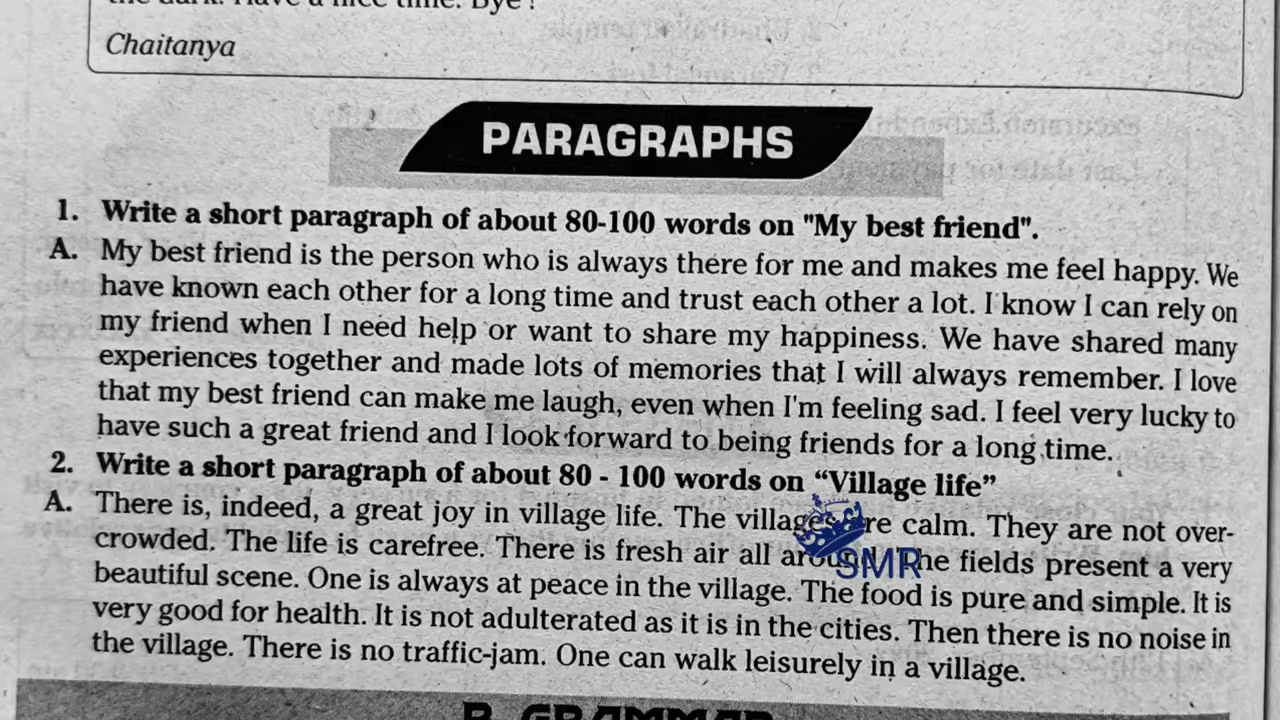 the dark. Have a nice time. Bye !
Chaitanya
PARAGRAPHS
1. Write a short paragraph of about 80-100 words on "My best friend".
A. My best friend is the person who is always there for me and makes me feel happy. We
have known each other for a long time and trust each other a lot. I know I can rely on
my friend when I need help or want to share my happiness. We have shared many
experiences together and made lots of memories that I will always remember. I love
that my best friend can make me laugh, even when I'm feeling sad. I feel very lucky to
have such a great friend and I look forward to being friends for a long time.
2. Write a short paragraph of about 80 - 100 words on “Village life”
A. There is, indeed, a great joy in village life. The villages are calm. They are not over-
crowded. The life is carefree. There is fresh air all around. The fields present a very
beautiful scene. One is always at peace in the village. The food is pure and simple. It is
very good for health. It is not adulterated as it is in the cities. Then there is no noise in
the village. There is no traffic-jam. One can walk leisurely in a village.
SMR
B. GRAMMAR